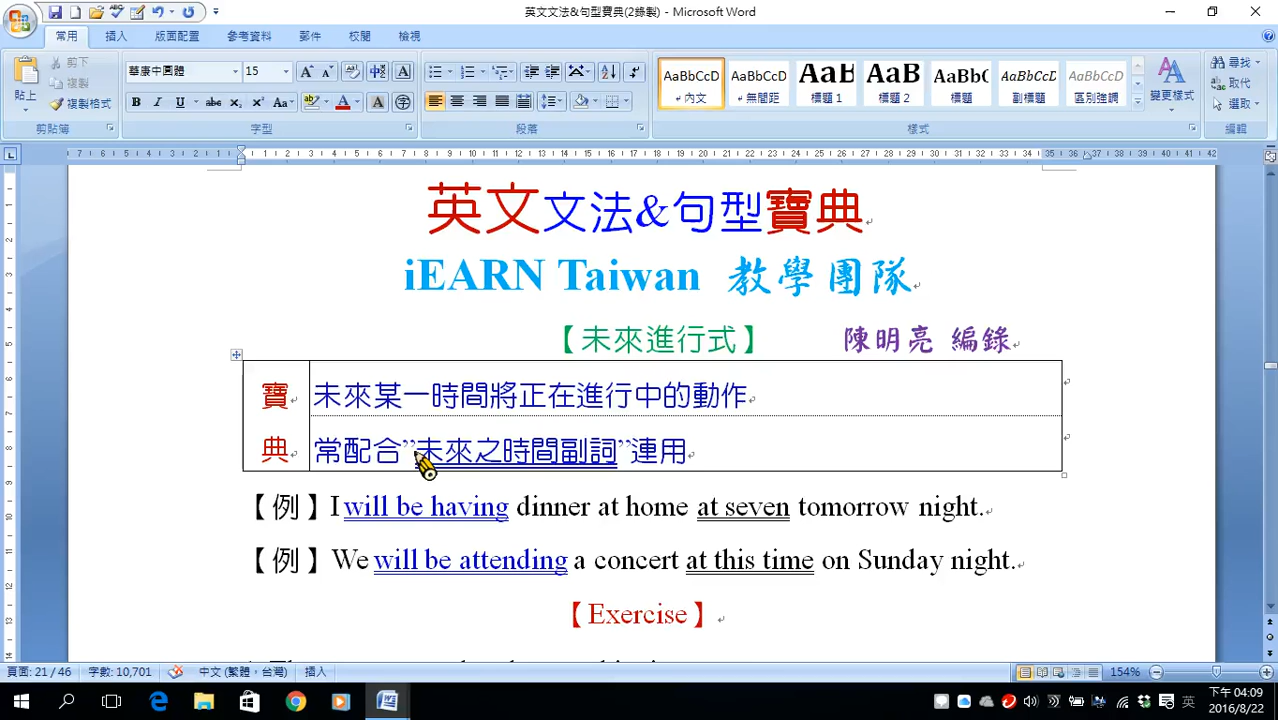 英文文法&句型寶典(2錄製) - Microsoft Word
常用 插入 版面配置 參考資料 郵件 校閱 檢視
貼上 剪下 複製 複製格式 剪貼簿
華康中圓體 15 字型
段落
AaBbCcD AaBbCcD AaBb AaB AaBb( AaBbCcD AaBbCcD
內文 無間距 標題 1 標題 2 標題 副標題 區別強調 變更樣式 樣式
尋找 取代 選取 編輯
英文文法&句型寶典
iEARN Taiwan 教學團隊
【未來進行式】 陳明亮 編錄
寶 未來某一時間將正在進行中的動作
典 常配合”未來之時間副詞”連用
【例】I will be having dinner at home at seven tomorrow night.
【例】We will be attending a concert at this time on Sunday night.
【Exercise】
頁面: 21 / 46 字數: 10,701 中文 (繁體，台灣) 插入 154%
英 下午 04:09
2016/8/22